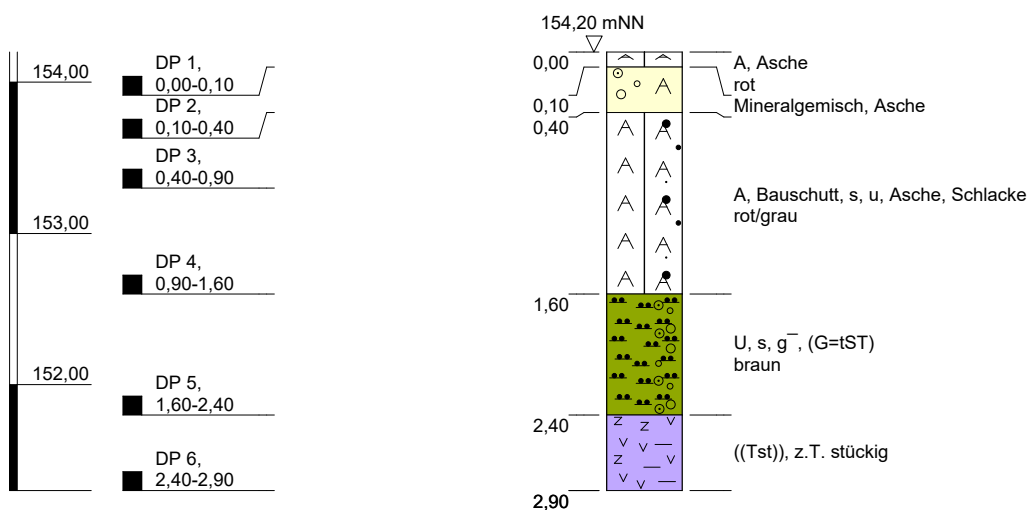 154,20 mNN
154,00
DP 1,
0,00-0,10
DP 2,
0,10-0,40
DP 3,
0,40-0,90
153,00
DP 4,
0,90-1,60
152,00
DP 5,
1,60-2,40
DP 6,
2,40-2,90
0,00
0,10
0,40
1,60
2,40
2,90
A, Asche
rot
Mineralgemisch, Asche
A, Bauschutt, s, u, Asche, Schlacke
rot/grau
U, s, g¯, (G=tST)
braun
((Tst)), z.T. stückig